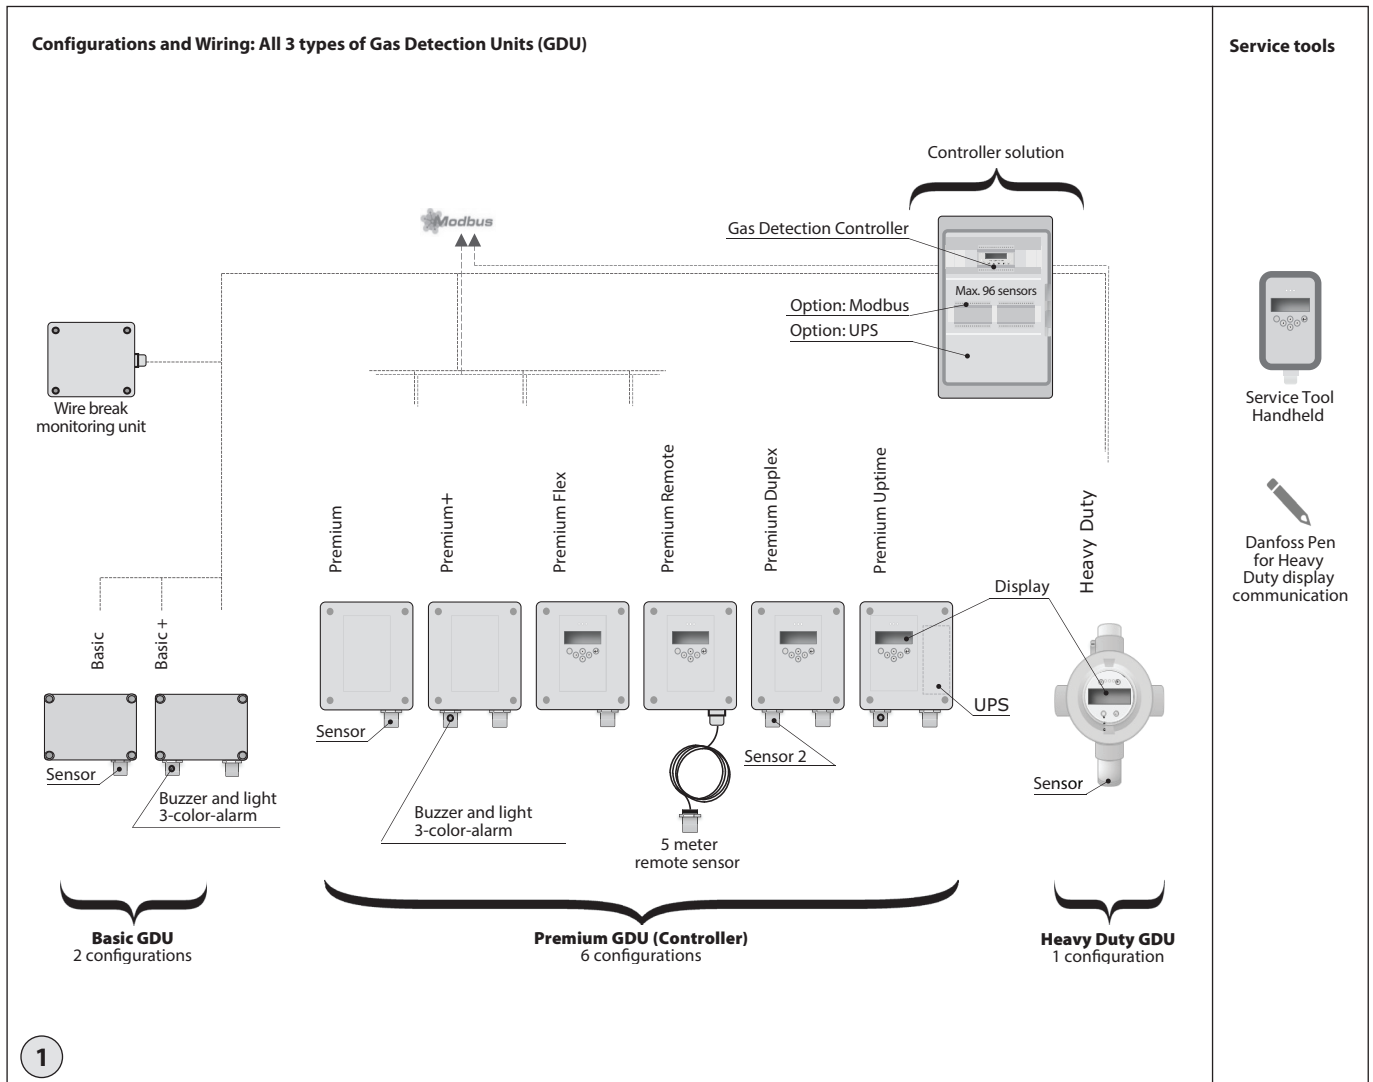 Configurations and Wiring: All 3 types of Gas Detection Units (GDU)
Service tools
Controller solution
Modbus
Gas Detection Controller
Max. 96 sensors
Option: Modbus
Option: UPS
Wire break
monitoring unit
Service Tool
Handheld
Danfoss Pen
for Heavy
Duty display
communication
Basic
Basic +
Premium
Premium+
Premium Flex
Premium Remote
Premium Duplex
Premium Uptime
Heavy Duty
Display
UPS
Sensor
Buzzer and light
3-color-alarm
Sensor
Buzzer and light
3-color-alarm
5 meter
remote sensor
Sensor 2
Sensor
Basic GDU
2 configurations
Premium GDU (Controller)
6 configurations
Heavy Duty GDU
1 configuration
1